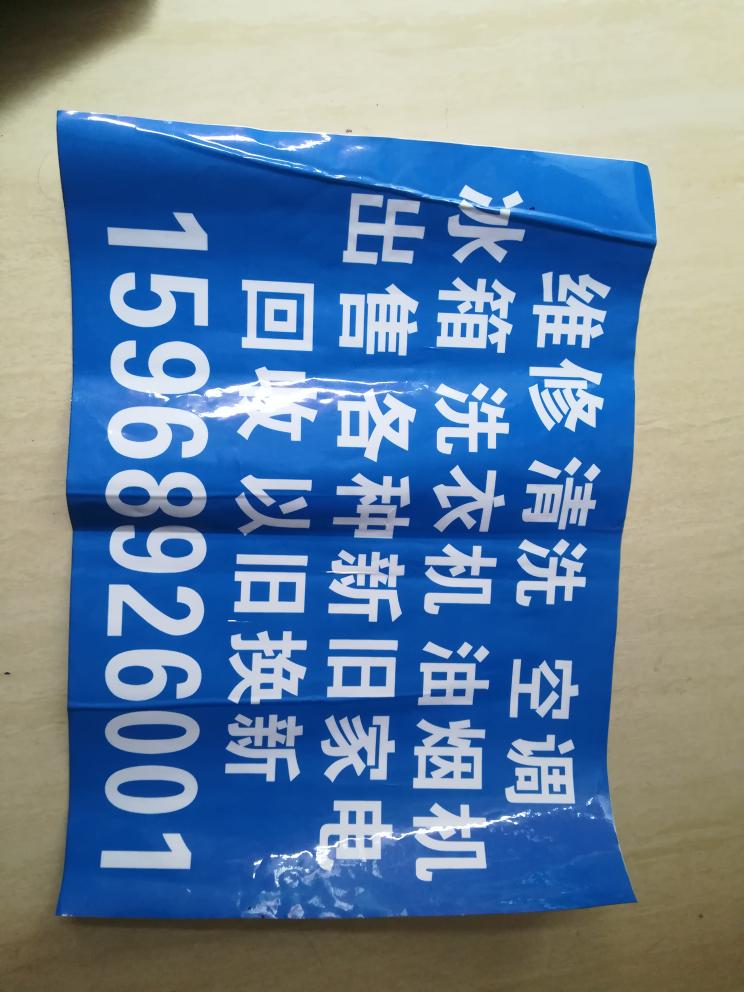 维修 清洗 空调
冰箱 洗衣机 油烟机
出售各种新旧家电
回收 以旧换新
15968926001